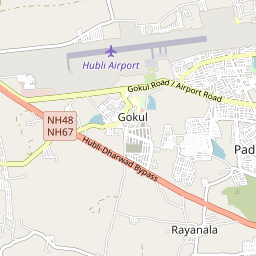 Hubli Airport
Gokul Road / Airport Road
NH48
NH67
Gokul
Hubli-Dharwad Bypass
Pad
Rayanala